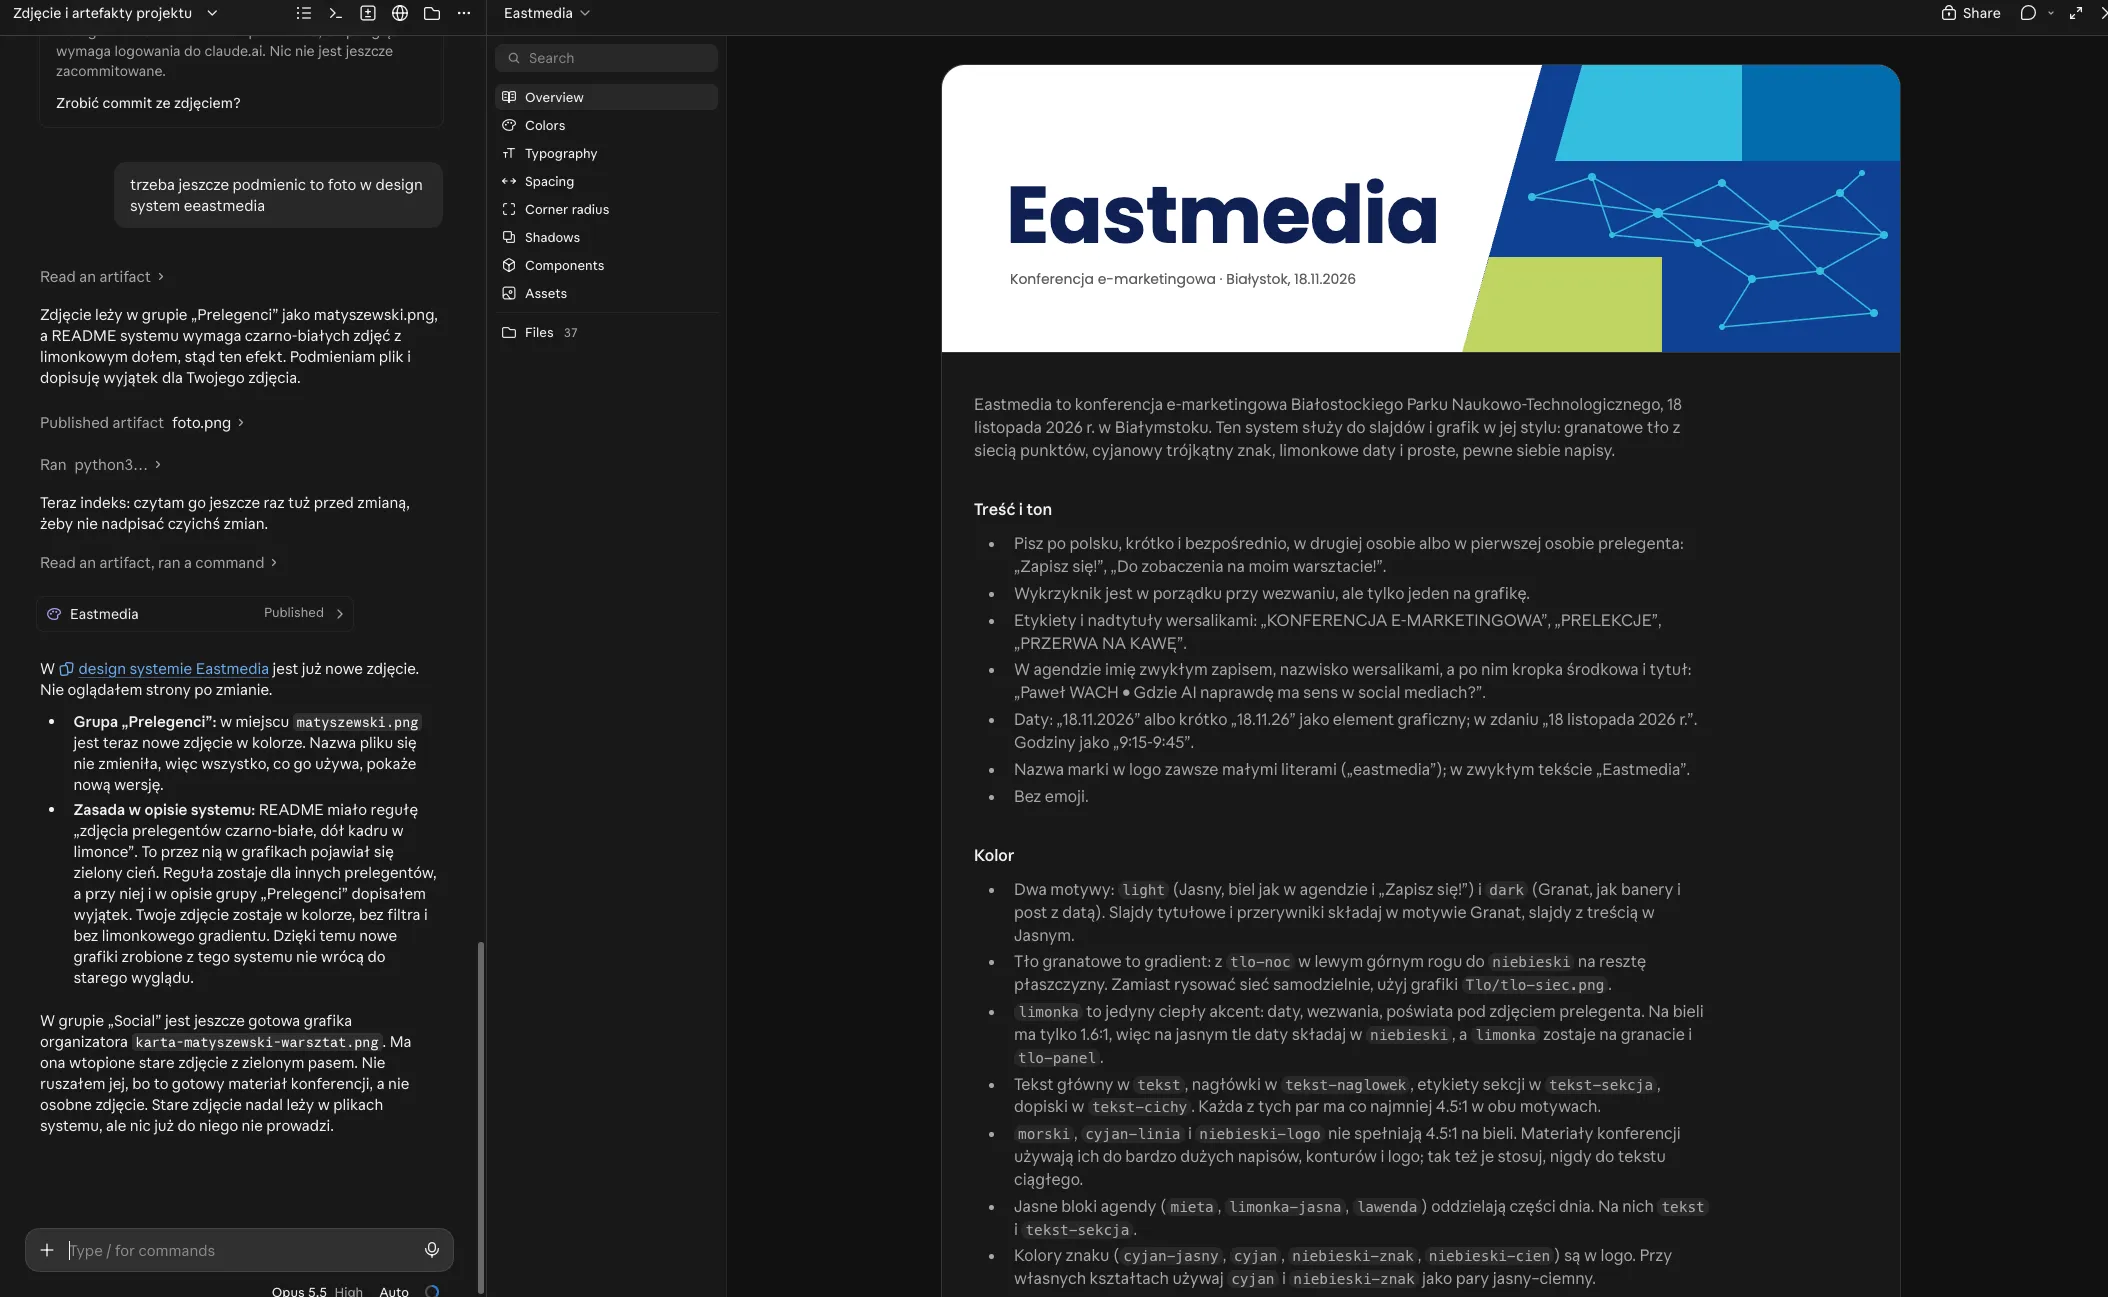 Zdjęcie i artefakty projektu
wymaga logowania do claude.ai. Nic nie jest jeszcze
zacommitowane.
Zrobić commit ze zdjęciem?
trzeba jeszcze podmienic to foto w design
system eeastmedia
Read an artifact
Zdjęcie leży w grupie „Prelegenci” jako matyszewski.png,
a README systemu wymaga czarno-białych zdjęć z
limonkowym dołem, stąd ten efekt. Podmieniam plik i
dopisuję wyjątek dla Twojego zdjęcia.
Published artifact foto.png
Ran python3...
Teraz indeks: czytam go jeszcze raz tuż przed zmianą,
żeby nie nadpisać czyichś zmian.
Read an artifact, ran a command
Eastmedia Published
W design systemie Eastmedia jest już nowe zdjęcie.
Nie oglądałem strony po zmianie.
• Grupa „Prelegenci”: w miejscu matyszewski.png
jest teraz nowe zdjęcie w kolorze. Nazwa pliku się
nie zmieniła, więc wszystko, co go używa, pokaże
nową wersję.
• Zasada w opisie systemu: README miało regułę
„zdjęcia prelegentów czarno-białe, dół kadru w
limonce”. To przez nią w grafikach pojawiał się
zielony cień. Reguła zostaje dla innych prelegentów,
a przy niej i w opisie grupy „Prelegenci” dopisałem
wyjątek. Twoje zdjęcie zostaje w kolorze, bez filtra i
bez limonkowego gradientu. Dzięki temu nowe
grafiki zrobione z tego systemu nie wrócą do
starego wyglądu.
W grupie „Social” jest jeszcze gotowa grafika
organizatora karta-matyszewski-warsztat.png. Ma
ona wtopione stare zdjęcie z zielonym pasem. Nie
ruszałem jej, bo to gotowy materiał konferencji, a nie
osobne zdjęcie. Stare zdjęcie nadal leży w plikach
systemu, ale nic już do niego nie prowadzi.
Type / for commands
Opus 5.5 High Auto
Eastmedia
Share
Search
Overview
Colors
Typography
Spacing
Corner radius
Shadows
Components
Assets
Files 37
Eastmedia
Konferencja e-marketingowa · Białystok, 18.11.2026
Eastmedia to konferencja e-marketingowa Białostockiego Parku Naukowo-Technologicznego, 18
listopada 2026 r. w Białymstoku. Ten system służy do slajdów i grafik w jej stylu: granatowe tło z
siecią punktów, cyjanowy trójkątny znak, limonkowe daty i proste, pewne siebie napisy.
Treść i ton
• Pisz po polsku, krótko i bezpośrednio, w drugiej osobie albo w pierwszej osobie prelegenta:
„Zapisz się!”, „Do zobaczenia na moim warsztacie!”.
• Wykrzyknik jest w porządku przy wezwaniu, ale tylko jeden na grafikę.
• Etykiety i nadtytuły wersalikami: „KONFERENCJA E-MARKETINGOWA”, „PRELEKCJE”,
„PRZERWA NA KAWĘ”.
• W agendzie imię zwykłym zapisem, nazwisko wersalikami, a po nim kropka środkowa i tytuł:
„Paweł WACH • Gdzie AI naprawdę ma sens w social mediach?”.
• Daty: „18.11.2026” albo krótko „18.11.26” jako element graficzny; w zdaniu „18 listopada 2026 r.”.
Godziny jako „9:15-9:45”.
• Nazwa marki w logo zawsze małymi literami („eastmedia”); w zwykłym tekście „Eastmedia”.
• Bez emoji.
Kolor
• Dwa motywy: light (Jasny, biel jak w agendzie i „Zapisz się!”) i dark (Granat, jak banery i
post z datą). Slajdy tytułowe i przerywniki składaj w motywie Granat, slajdy z treścią w
Jasnym.
• Tło granatowe to gradient: z tlo-noc w lewym górnym rogu do niebieski na resztę
płaszczyzny. Zamiast rysować sieć samodzielnie, użyj grafiki Tlo/tlo-siec.png.
• limonka to jedyny ciepły akcent: daty, wezwania, poświata pod zdjęciem prelegenta. Na bieli
ma tylko 1.6:1, więc na jasnym tle daty składaj w niebieski, a limonka zostaje na granacie i
tlo-panel.
• Tekst główny w tekst, nagłówki w tekst-naglowek, etykiety sekcji w tekst-sekcja,
dopiski w tekst-cichy. Każda z tych par ma co najmniej 4.5:1 w obu motywach.
• morski, cyjan-linia i niebieski-logo nie spełniają 4.5:1 na bieli. Materiały konferencji
używają ich do bardzo dużych napisów, konturów i logo; tak też je stosuj, nigdy do tekstu
ciągłego.
• Jasne bloki agendy (mieta, limonka-jasna, lawenda) oddzielają części dnia. Na nich tekst
i tekst-sekcja.
• Kolory znaku (cyjan-jasny, cyjan, niebieski-znak, niebieski-cien) są w logo. Przy
własnych kształtach używaj cyjan i niebieski-znak jako pary jasny-ciemny.